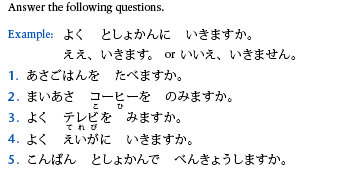 Answer the following questions.
Example: よく　としょかんに　いきますか。
ええ、いきます。 or いいえ、いきません。
1. あさごはんを　たべますか。
2. まいあさ　コーヒーを　のみますか。
こ　ひ
3. よく　テレビを　みますか。
てれび
4. よく　えいがに　いきますか。
5. こんばん　としょかんで　べんきょうしますか。